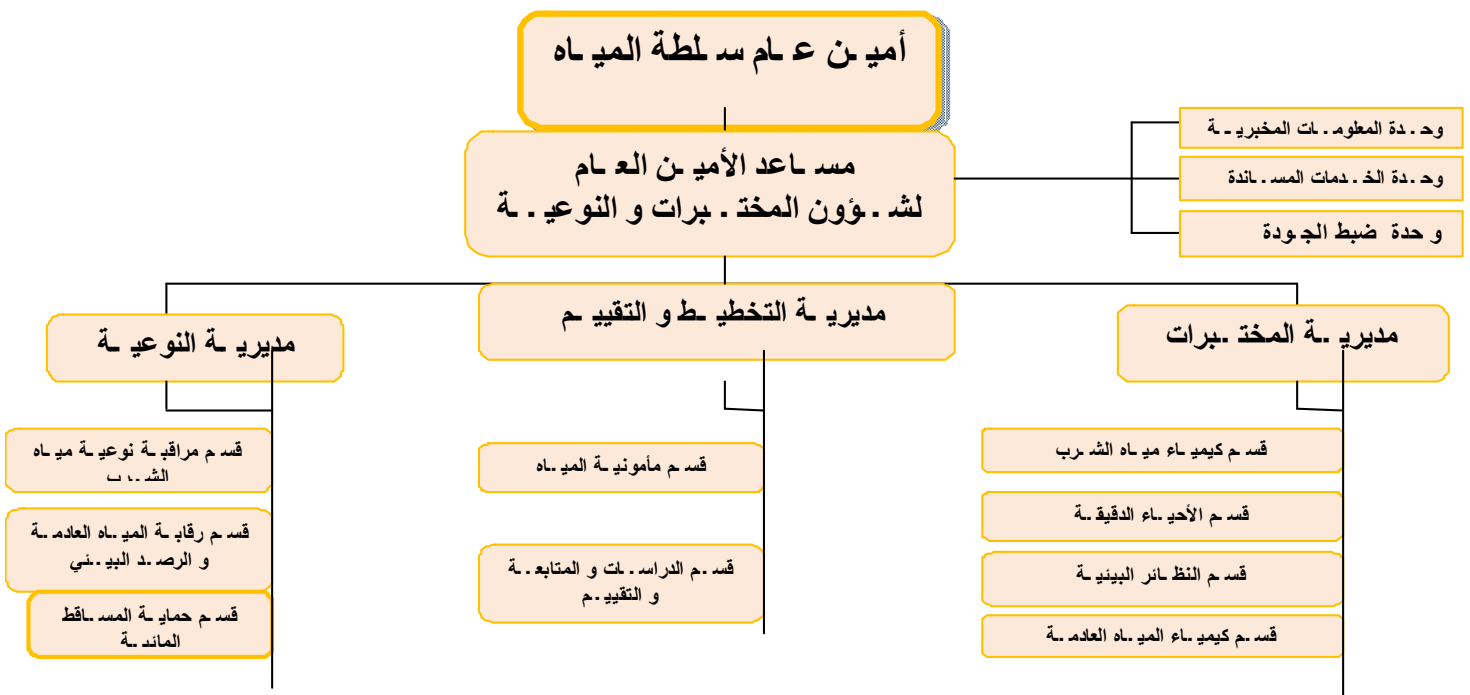 أمين عام سلطة المياه
مساعد الأمين العام
لشؤون المختبرات و النوعية
وحدة المعلومات المخبرية
وحدة الخدمات المساندة
و حدة ضبط الجودة
مديرية المختبرات
مديرية التخطيط و التقييم
مديرية النوعية
قسم كيمياء مياه الشرب
قسم الأحياء الدقيقة
قسم النظائر البيئية
قسم كيمياء المياه العادمة
قسم مأمونية المياه
قسم الدراسات و المتابعة
و التقييم
قسم مراقبة نوعية مياه
الشرب
قسم رقابة المياه العادمة
و الرصد البيئي
قسم حماية المساقط
المائية